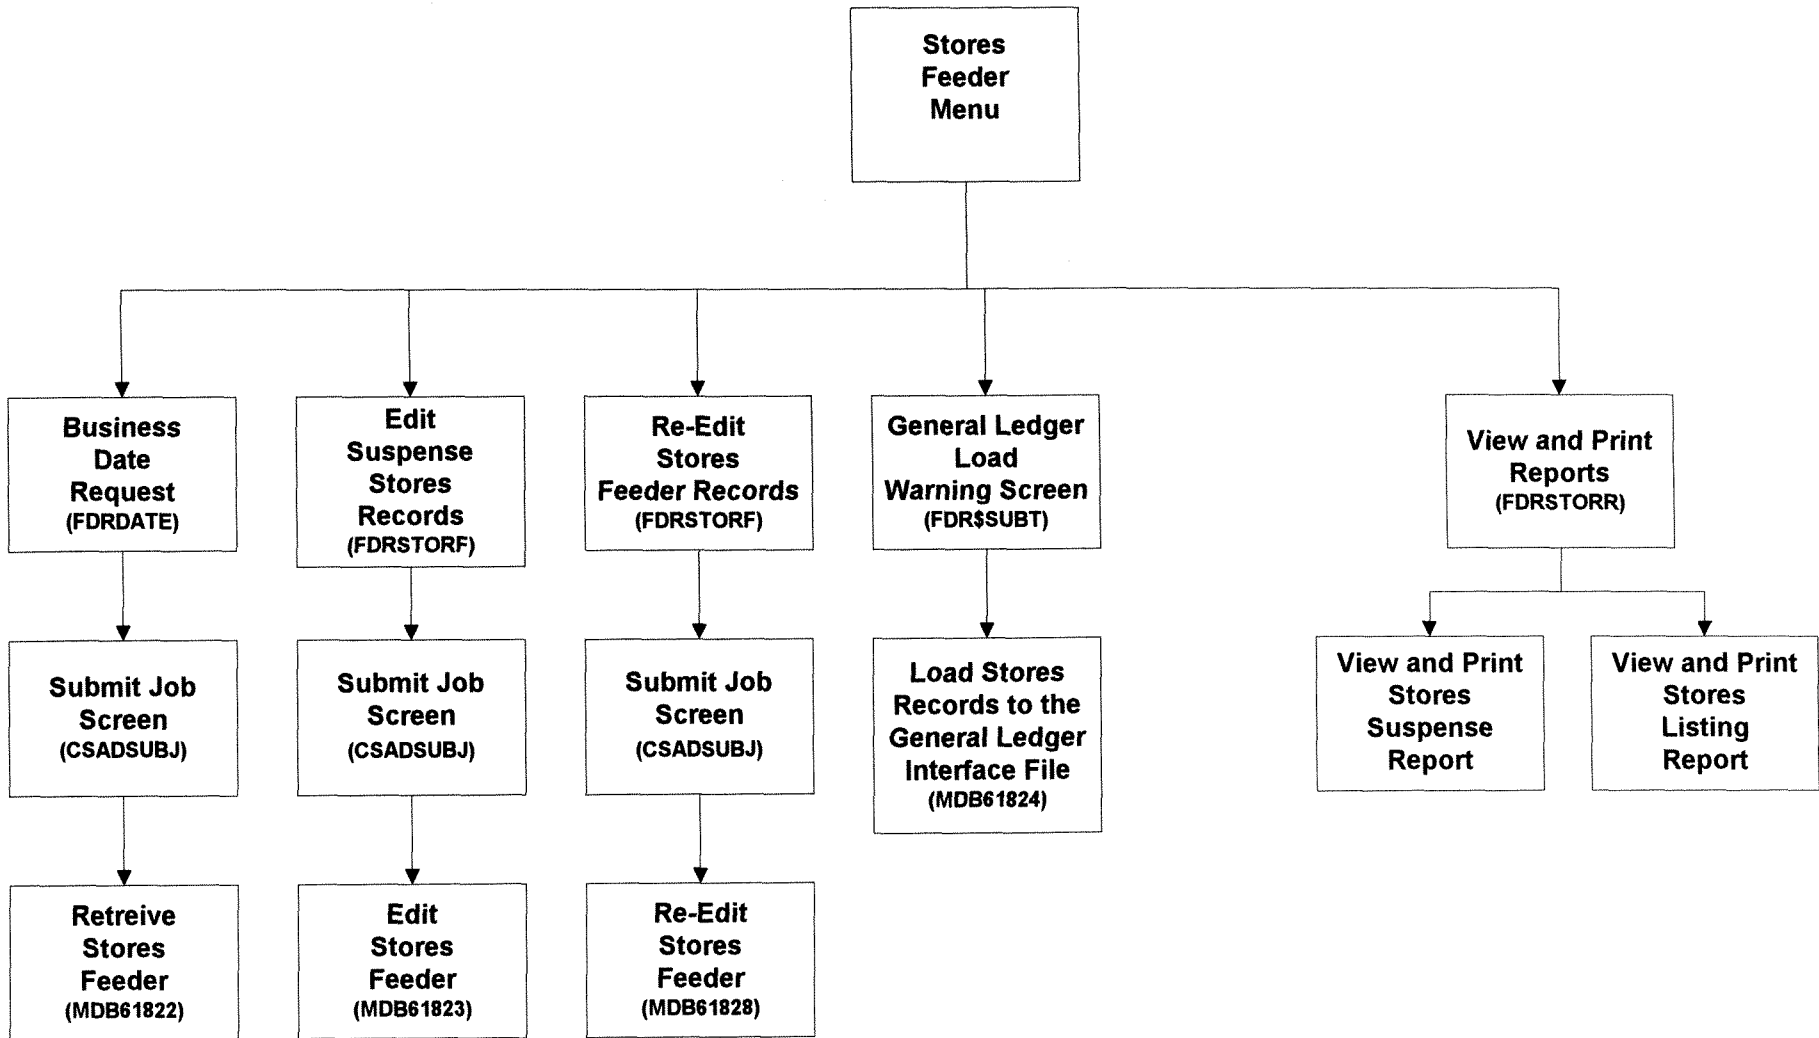 Stores
Feeder
Menu
Business
Date
Request
(FDRDATE)
Edit
Suspense
Stores
Records
(FDRSTORF)
Re-Edit
Stores
Feeder Records
(FDRSTORF)
General Ledger
Load
Warning Screen
(FDR$SUBT)
View and Print
Reports
(FDRSTORR)
Submit Job
Screen
(CSADSUBJ)
Submit Job
Screen
(CSADSUBJ)
Submit Job
Screen
(CSADSUBJ)
Load Stores
Records to the
General Ledger
Interface File
(MDB61824)
View and Print
Stores
Suspense
Report
View and Print
Stores
Listing
Report
Retreive
Stores
Feeder
(MDB61822)
Edit
Stores
Feeder
(MDB61823)
Re-Edit
Stores
Feeder
(MDB61828)